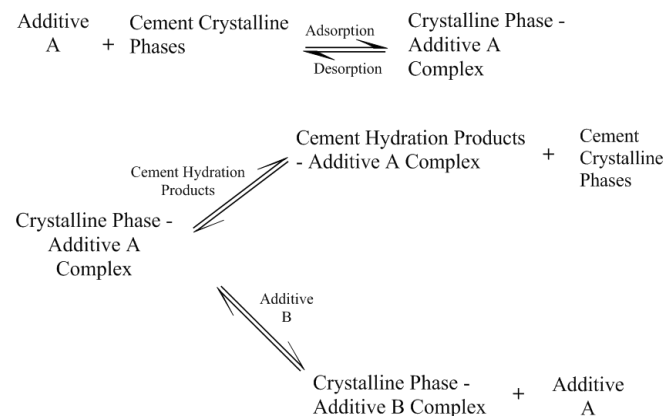 Additive
A
+
Cement Crystalline
Phases
Adsorption
Desorption
Crystalline Phase -
Additive A
Complex
Cement Hydration
Products
Cement Hydration Products
- Additive A Complex
+
Cement
Crystalline
Phases
Crystalline Phase -
Additive A
Complex
Additive
B
Crystalline Phase -
Additive B Complex
+
Additive
A